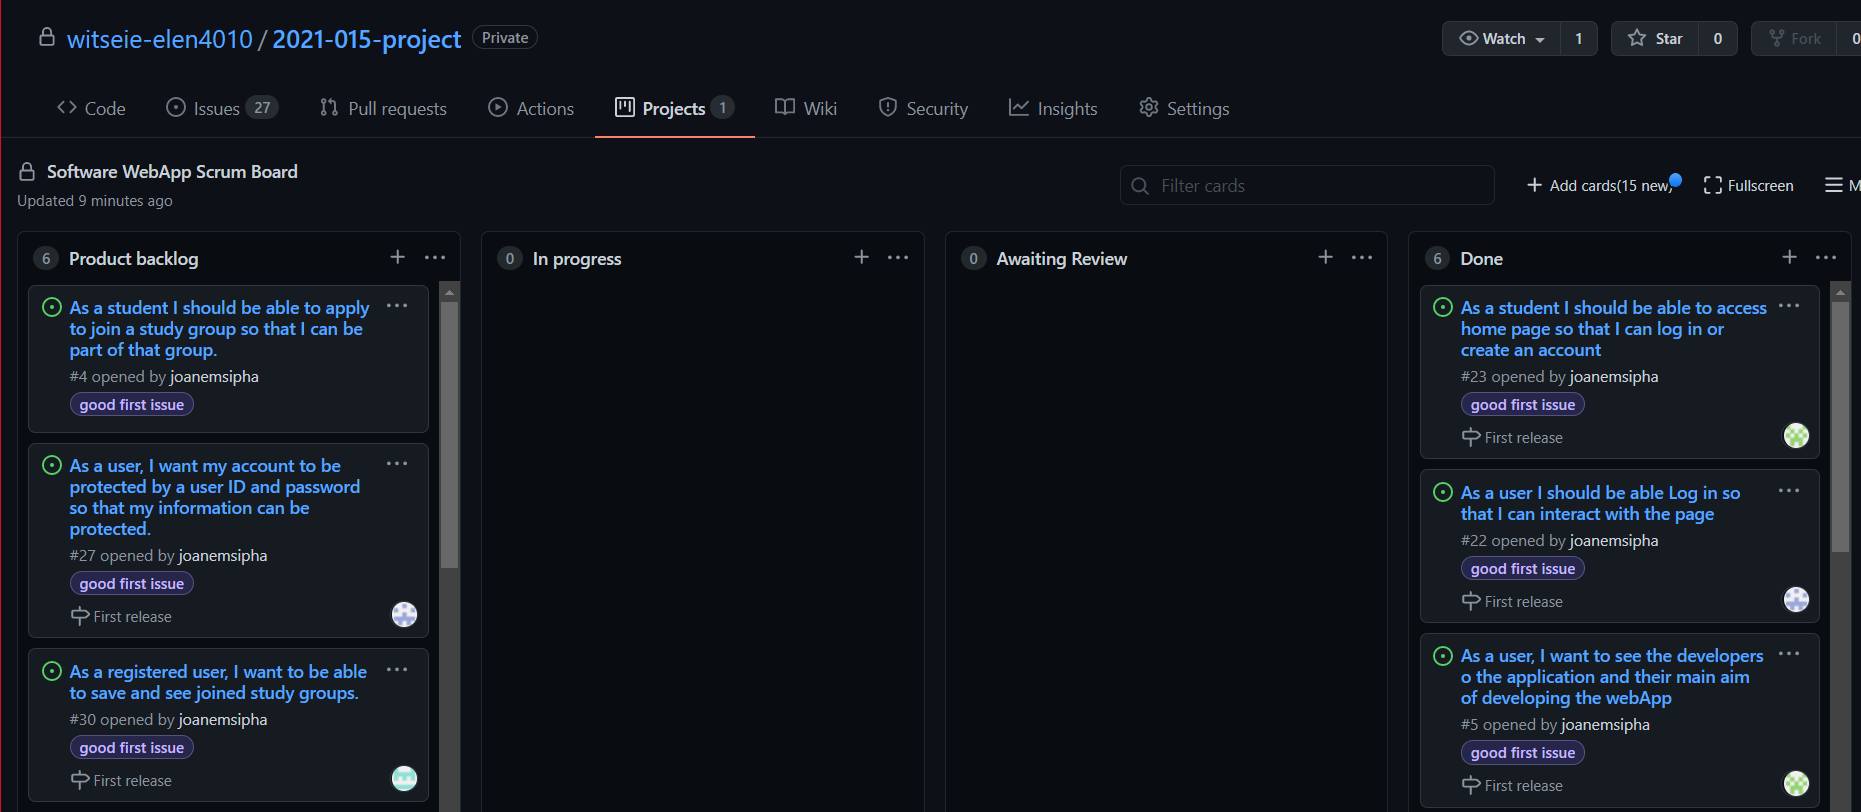 witseie-elen4010 / 2021-015-project Private
Watch 1 Star 0 Fork 0
Code Issues 27 Pull requests Actions Projects 1 Wiki Security Insights Settings
Software WebApp Scrum Board
Updated 9 minutes ago
Filter cards
Add cards(15 new)
Fullscreen
M
6 Product backlog
As a student I should be able to apply
to join a study group so that I can be
part of that group.
#4 opened by joanemsipha
good first issue
As a user, I want my account to be
protected by a user ID and password
so that my information can be
protected.
#27 opened by joanemsipha
good first issue
First release
As a registered user, I want to be able
to save and see joined study groups.
#30 opened by joanemsipha
good first issue
First release
0 In progress
0 Awaiting Review
6 Done
As a student I should be able to access
home page so that I can log in or
create an account
#23 opened by joanemsipha
good first issue
First release
As a user I should be able Log in so
that I can interact with the page
#22 opened by joanemsipha
good first issue
First release
As a user, I want to see the developers
o the application and their main aim
of developing the webApp
#5 opened by joanemsipha
good first issue
First release